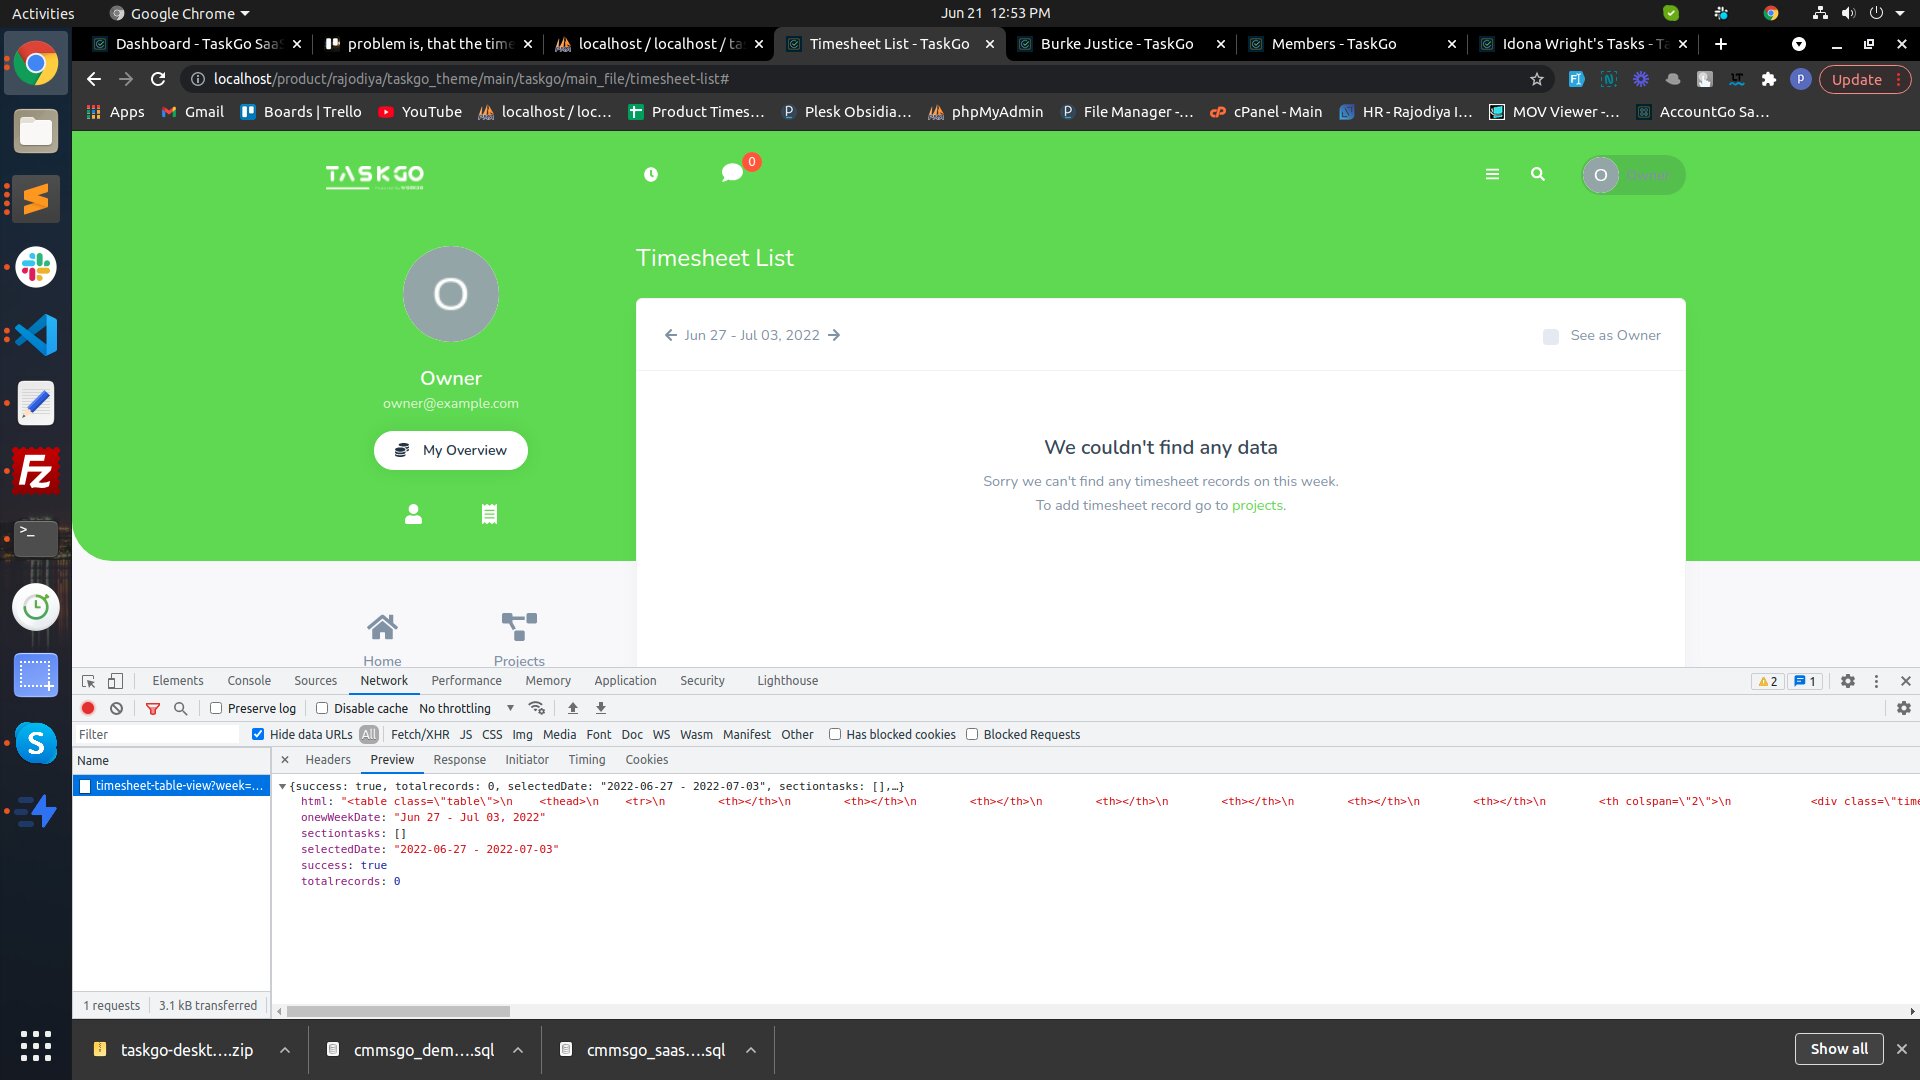 Activities
Google Chrome
Jun 21 12:53 PM
Dashboard - TaskGo SaaS
problem is, that the time
localhost / localhost / ta
Timesheet List - TaskGo
Burke Justice - TaskGo
Members - TaskGo
Idona Wright's Tasks - Ta
localhost/product/rajodiya/taskgo_theme/main/taskgo/main_file/timesheet-list#
P
Update
Apps
Gmail
Boards | Trello
YouTube
localhost / loc...
Product Times...
Plesk Obsidia...
phpMyAdmin
File Manager -...
cPanel - Main
HR - Rajodiya I...
MOV Viewer -...
AccountGo Sa...
TASKGO
0
O
Owner
O
Owner
owner@example.com
My Overview
Home
Projects
Timesheet List
Jun 27 - Jul 03, 2022
See as Owner
We couldn't find any data
Sorry we can't find any timesheet records on this week.
To add timesheet record go to projects.
Elements
Console
Sources
Network
Performance
Memory
Application
Security
Lighthouse
2
1
Preserve log
Disable cache
No throttling
Filter
Hide data URLs
All
Fetch/XHR
JS
CSS
Img
Media
Font
Doc
WS
Wasm
Manifest
Other
Has blocked cookies
Blocked Requests
Name
Headers
Preview
Response
Initiator
Timing
Cookies
timesheet-table-view?week=...
{success: true, totalrecords: 0, selectedDate: "2022-06-27 - 2022-07-03", sectiontasks: [],…}
html: "<table class=\"table\">\n    <thead>\n    <tr>\n        <th></th>\n        <th></th>\n        <th></th>\n        <th></th>\n        <th></th>\n        <th></th>\n        <th></th>\n        <th colspan=\"2\">\n            <div class=\"time
onewWeekDate: "Jun 27 - Jul 03, 2022"
sectiontasks: []
selectedDate: "2022-06-27 - 2022-07-03"
success: true
totalrecords: 0
1 requests
3.1 kB transferred
taskgo-deskt....zip
cmmsgo_dem....sql
cmmsgo_saas....sql
Show all